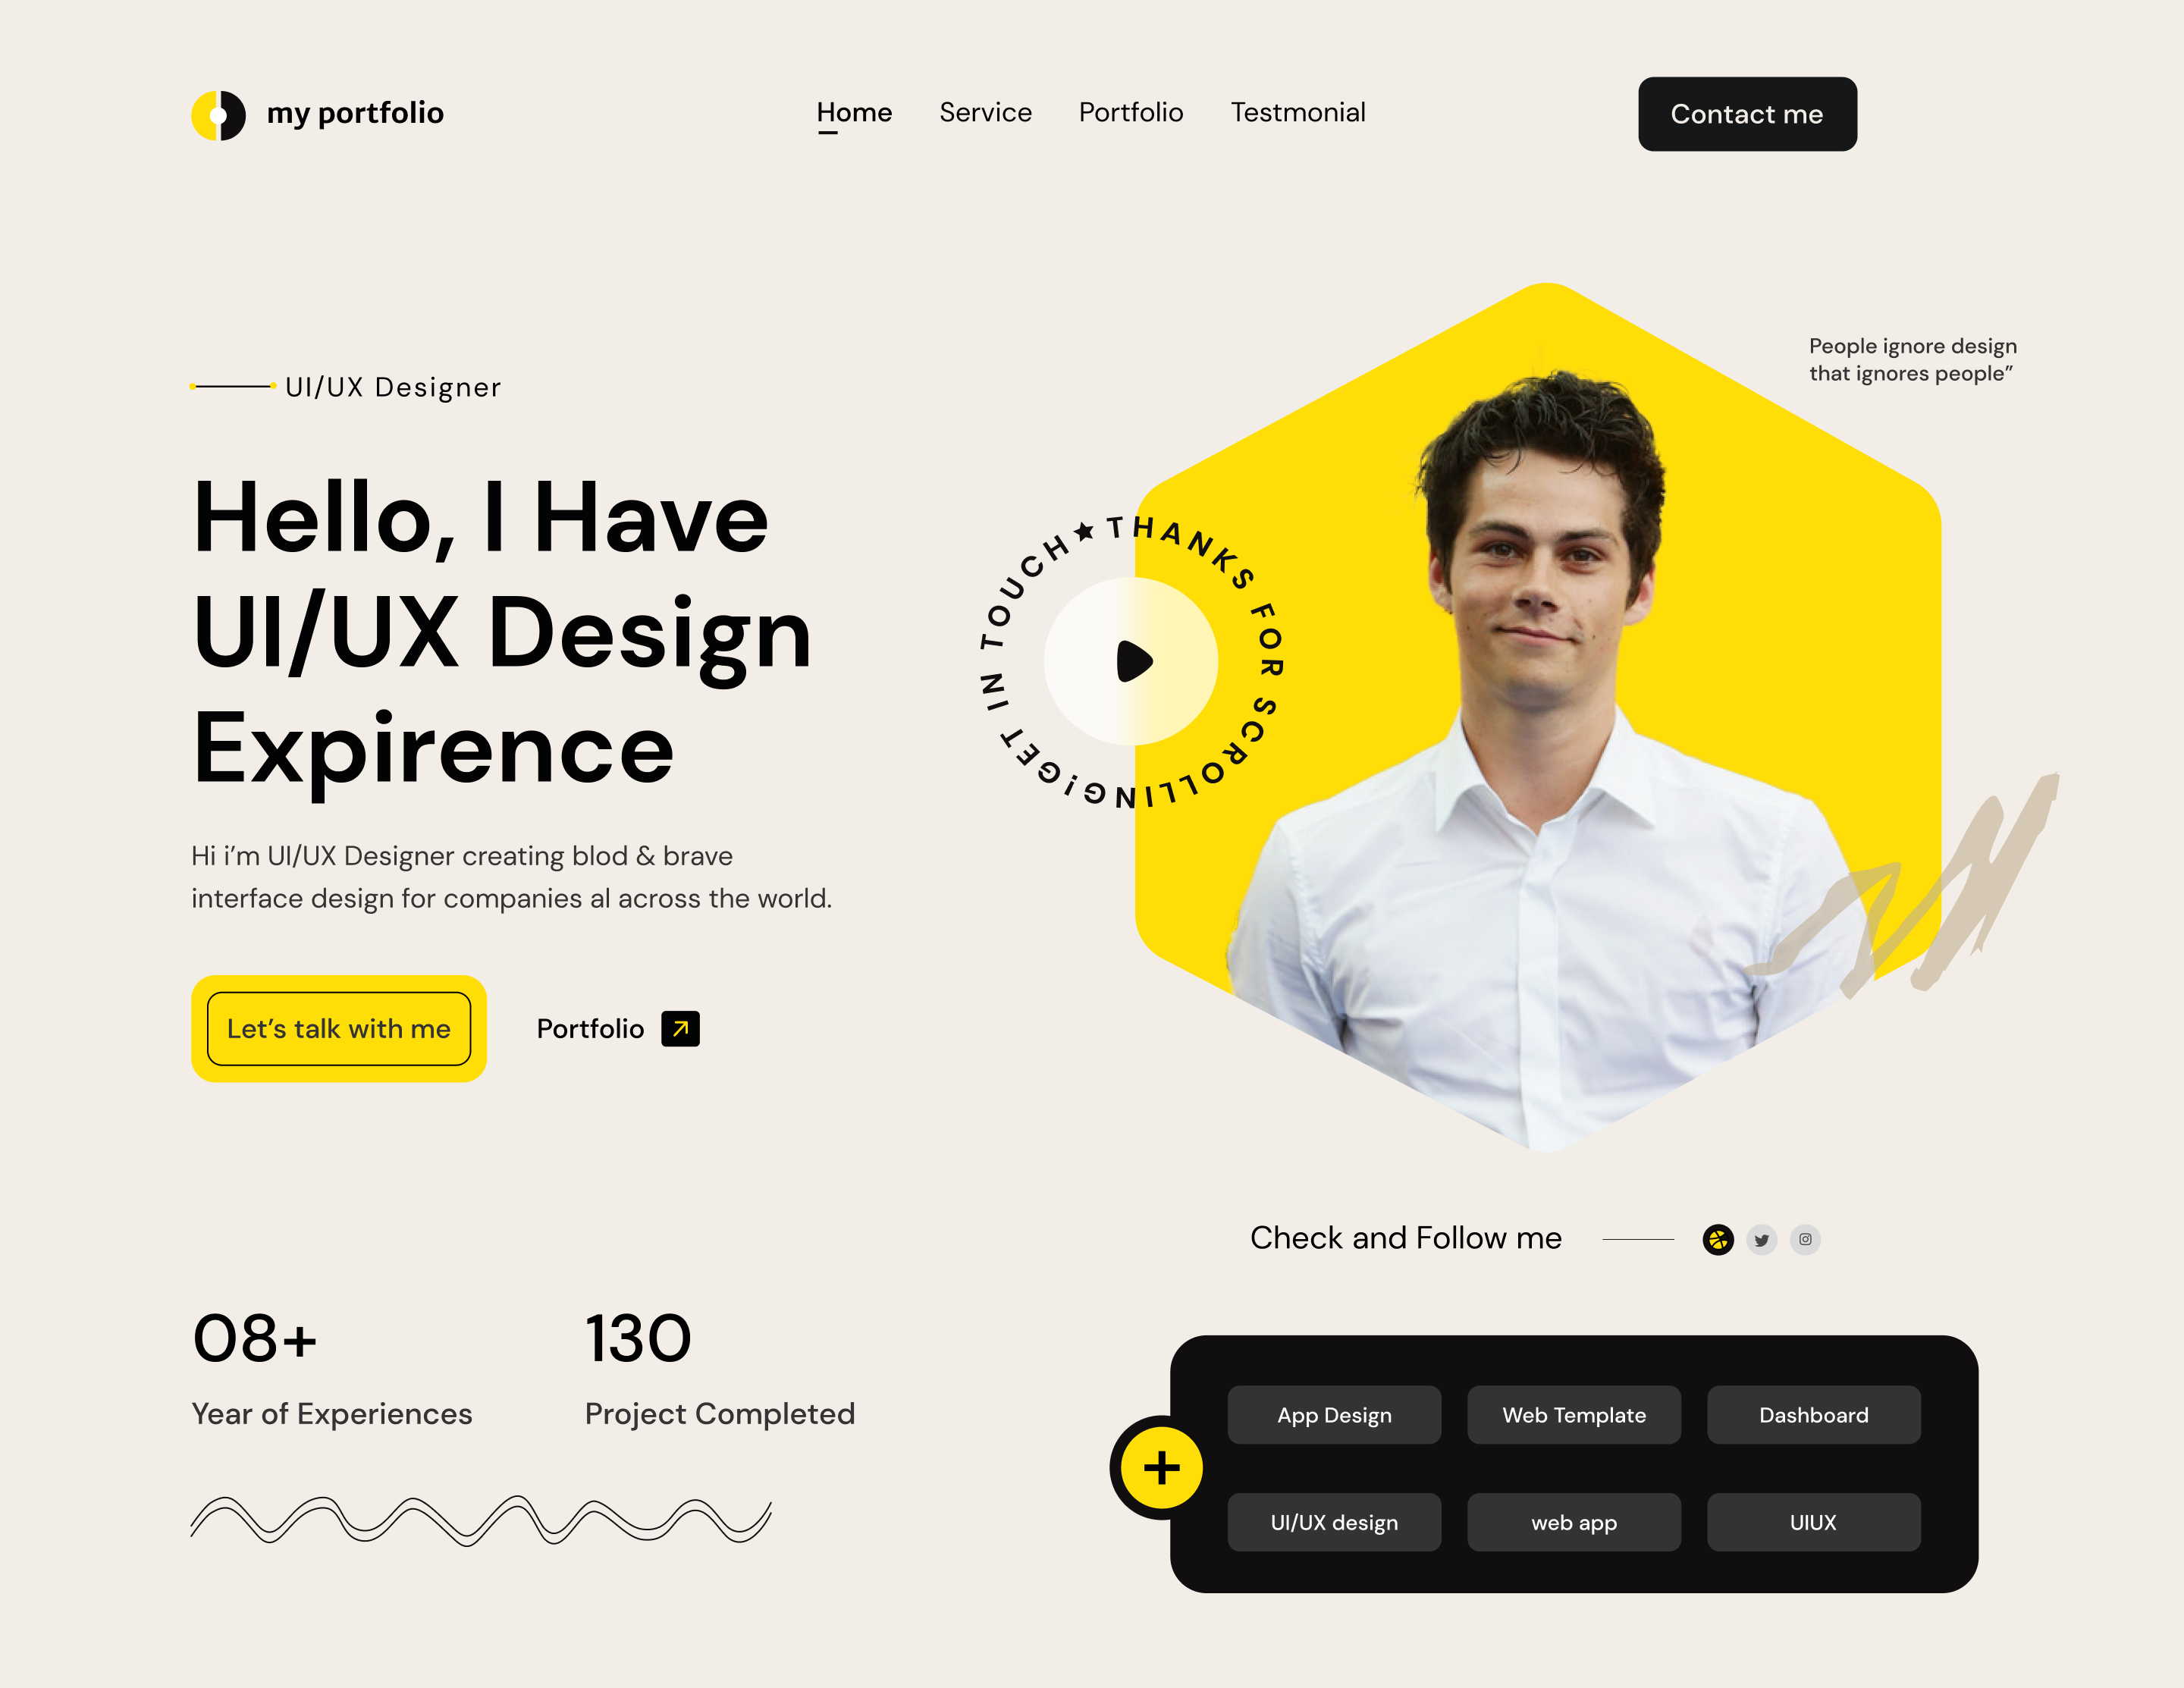 my portfolio
Home
Service
Portfolio
Testmonial
Contact me
People ignore design
that ignores people”
UI/UX Designer
Hello, I Have
UI/UX Design
Expirence
THANKS FOR SCROLLING!GET IN TOUCH
Hi i’m UI/UX Designer creating blod & brave
interface design for companies al across the world.
Let’s talk with me
Portfolio
Check and Follow me
08+
130
Year of Experiences
Project Completed
App Design
Web Template
Dashboard
UI/UX design
web app
UIUX